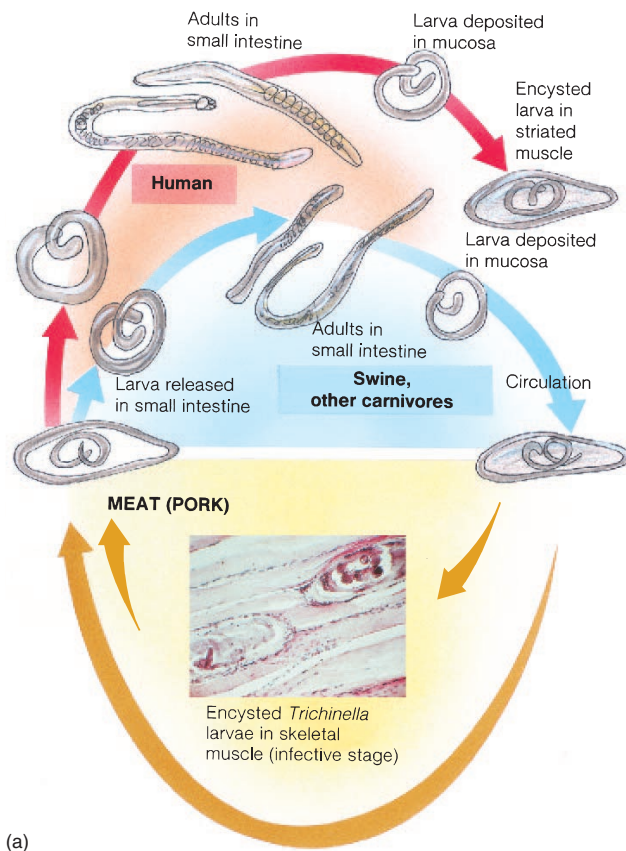 Adults in
small intestine
Larva deposited
in mucosa
Encysted
larva in
striated
muscle
Human
Larva deposited
in mucosa
Adults in
small intestine
Larva released
in small intestine
Swine,
other carnivores
Circulation
MEAT (PORK)
Encysted Trichinella
larvae in skeletal
muscle (infective stage)
(a)